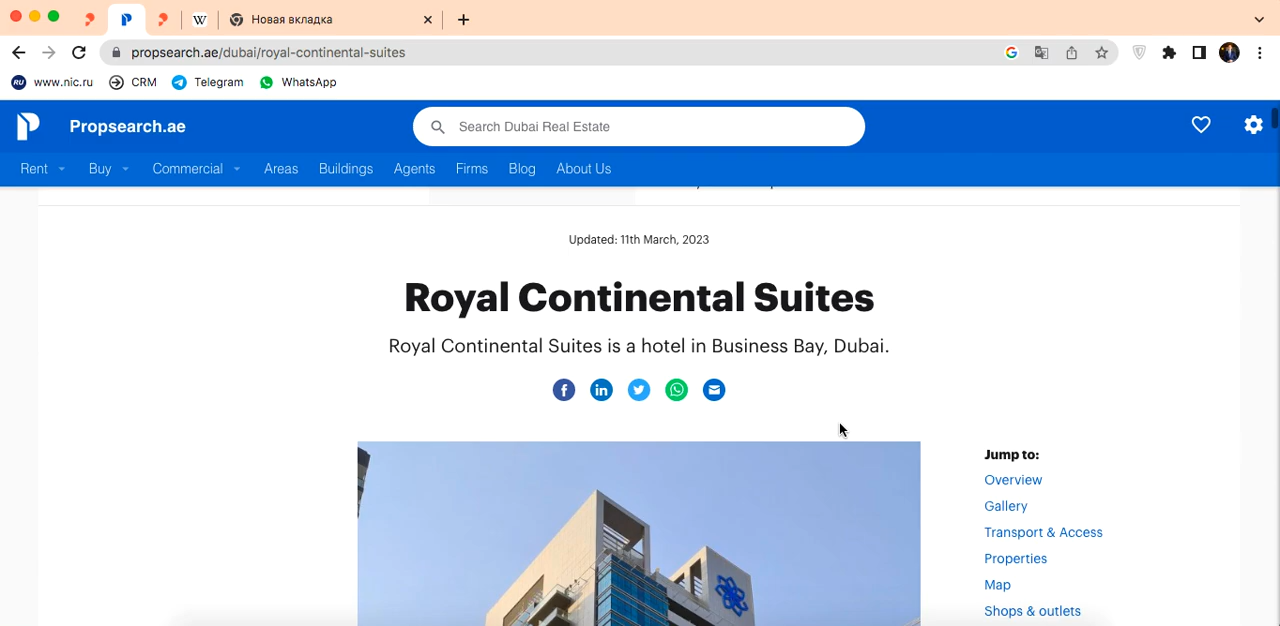 W
Новая вкладка
propsearch.ae/dubai/royal-continental-suites
RU www.nic.ru CRM Telegram WhatsApp
Propsearch.ae
Search Dubai Real Estate
Rent Buy Commercial Areas Buildings Agents Firms Blog About Us
Updated: 11th March, 2023
Royal Continental Suites
Royal Continental Suites is a hotel in Business Bay, Dubai.
Jump to:
Overview
Gallery
Transport & Access
Properties
Map
Shops & outlets